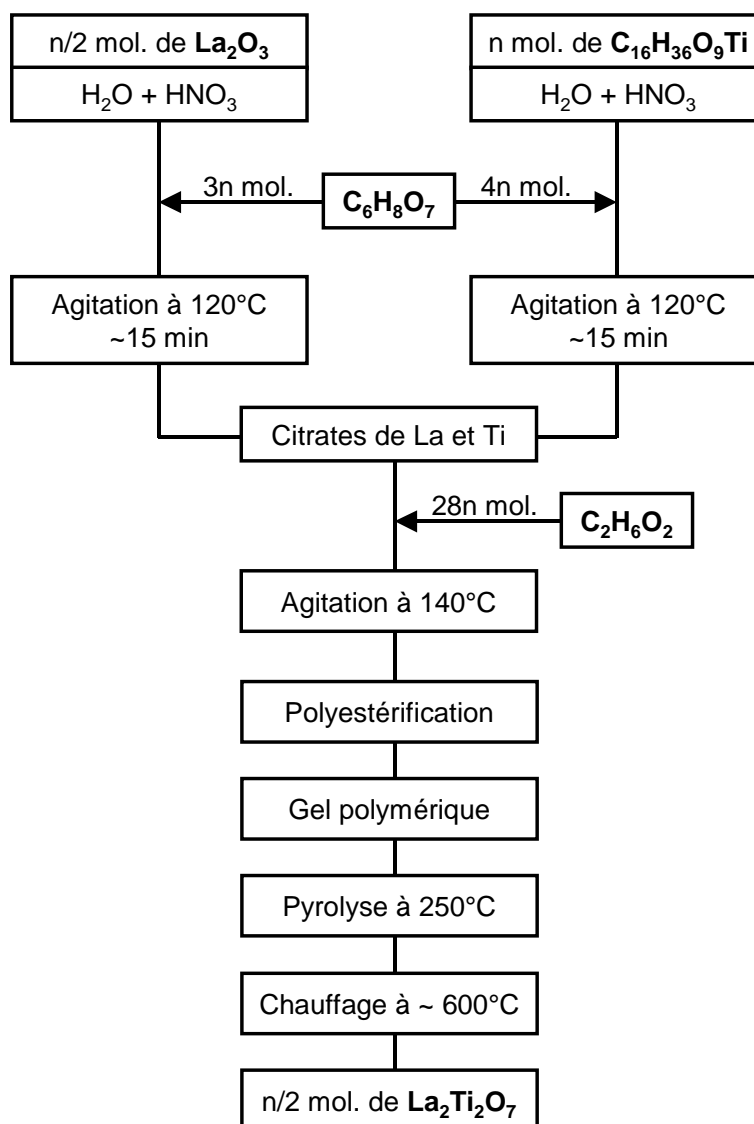 n/2 mol. de La₂O₃
H₂O + HNO₃
n mol. de C₁₆H₃₆O₉Ti
H₂O + HNO₃
3n mol.
C₆H₈O₇
4n mol.
Agitation à 120°C
~15 min
Agitation à 120°C
~15 min
Citrates de La et Ti
28n mol.
C₂H₆O₂
Agitation à 140°C
Polyestérification
Gel polymérique
Pyrolyse à 250°C
Chauffage à ~ 600°C
n/2 mol. de La₂Ti₂O₇